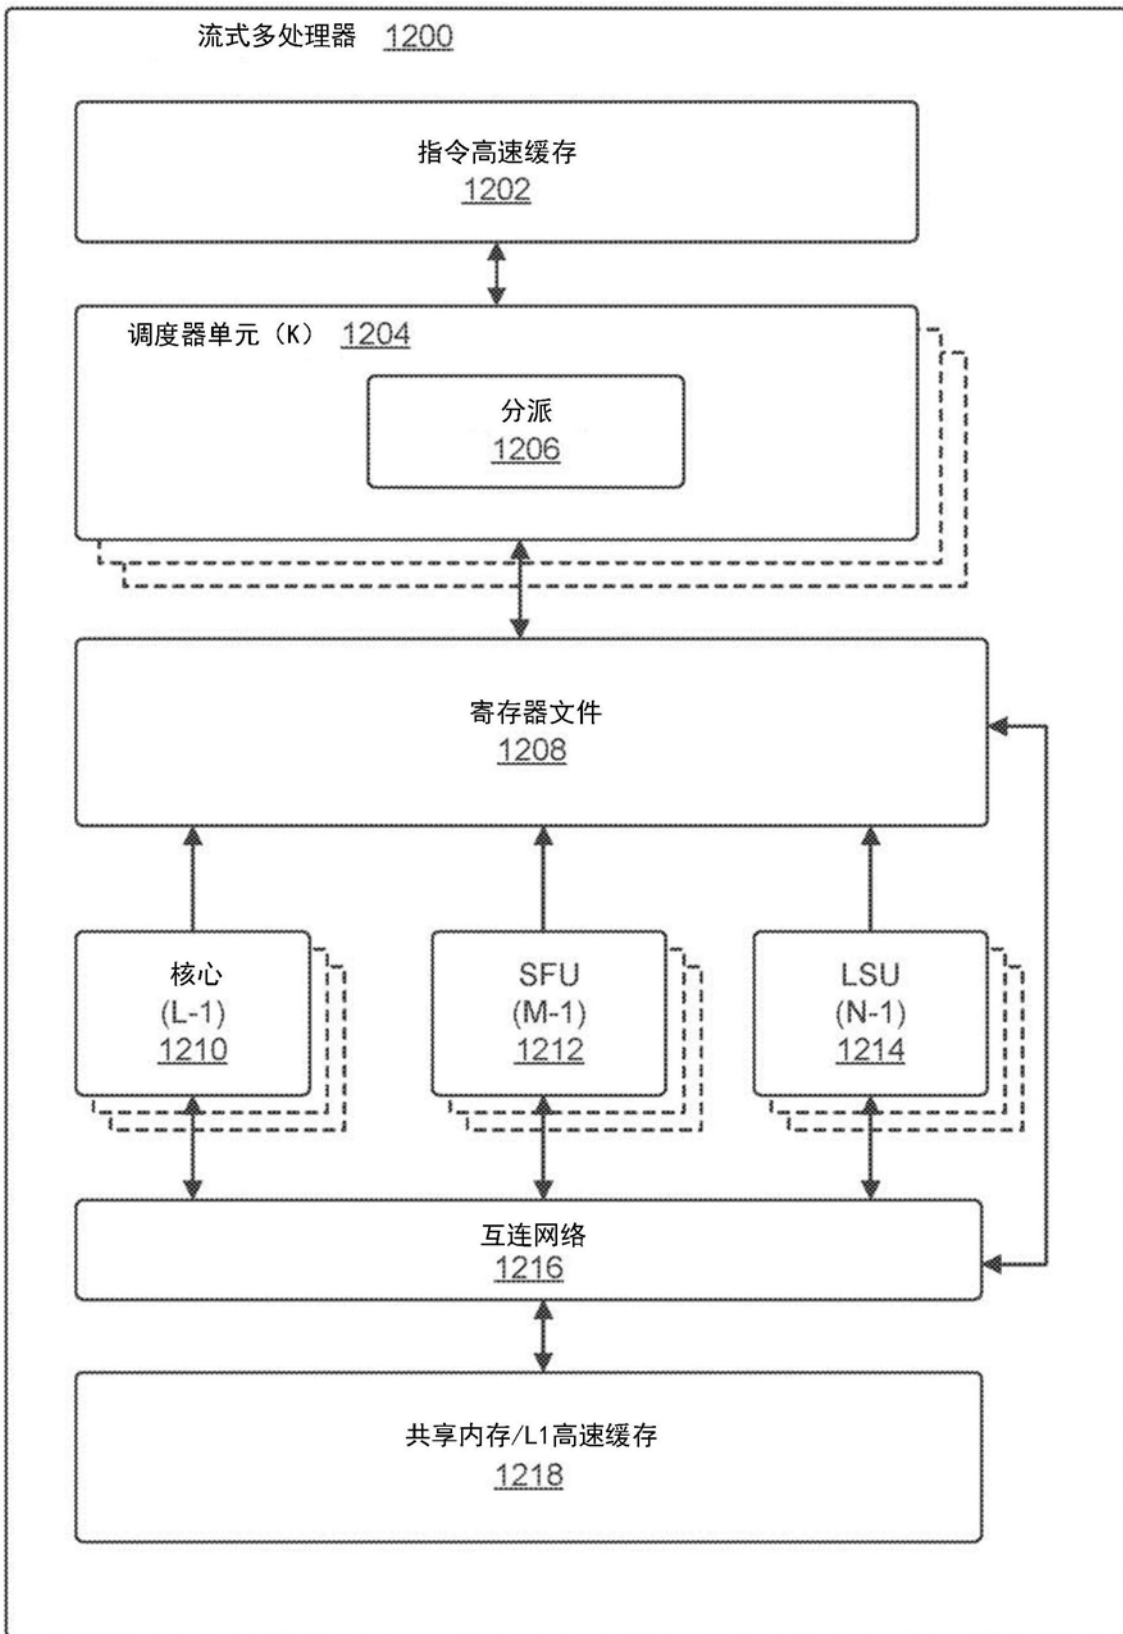 流式多处理器 1200
指令高速缓存
1202
调度器单元（K） 1204
分派
1206
寄存器文件
1208
核心
(L-1)
1210
SFU
(M-1)
1212
LSU
(N-1)
1214
互连网络
1216
共享内存/L1高速缓存
1218